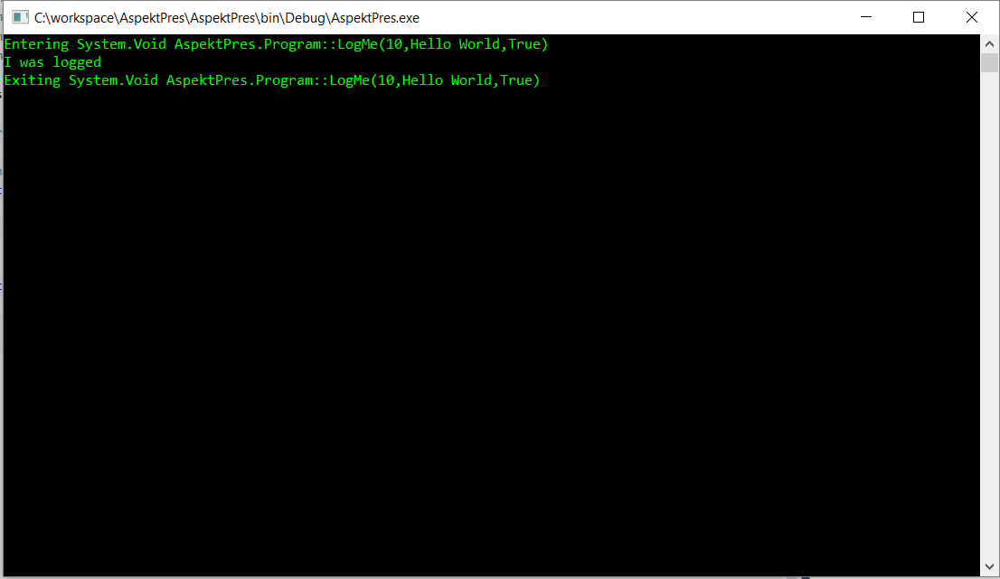 C:\workspace\AspektPres\AspektPres\bin\Debug\AspektPres.exe
Entering System.Void AspektPres.Program::LogMe(10,Hello World,True)
I was logged
Exiting System.Void AspektPres.Program::LogMe(10,Hello World,True)